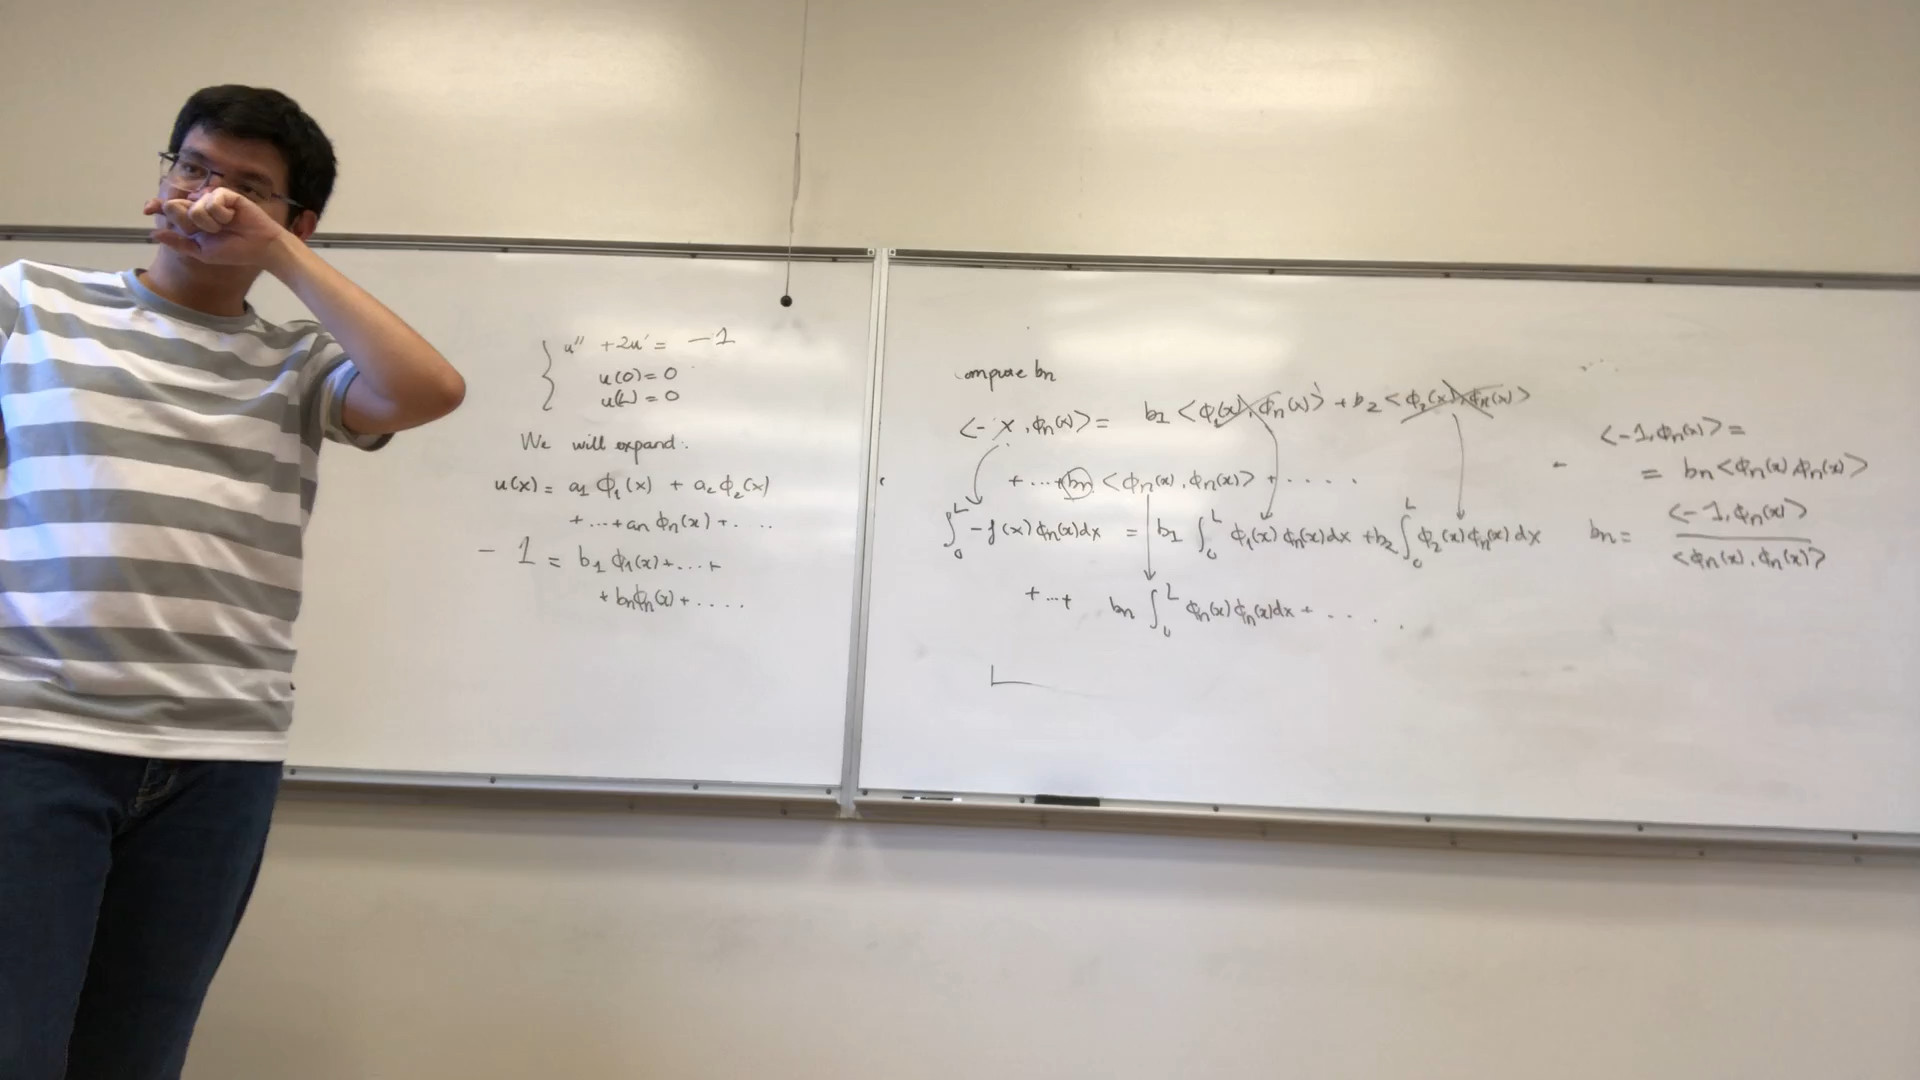 u'' + 2u' = -1
u(0) = 0
u(L) = 0
We will expand:
u(x) = a₁ ϕ₁(x) + a₂ ϕ₂(x)
+ ... + aₙ ϕₙ(x) + ....
- 1 = b₁ ϕ₁(x) + ... +
+ bₙϕₙ(x) + ....
ompute bₙ
<- x, ϕₙ(x)> = b₁ <ϕ₁(x), ϕₙ(x)> + b₂ <ϕ₂(x), ϕₙ(x)>
+ ... + bₙ <ϕₙ(x), ϕₙ(x)> + ....
∫₀ᴸ -f(x) ϕₙ(x)dx = b₁ ∫₀ᴸ ϕ₁(x) ϕₙ(x)dx + b₂ ∫₀ᴸ ϕ₂(x) ϕₙ(x) dx
+ ... + bₙ ∫₀ᴸ ϕₙ(x) ϕₙ(x)dx + ....
<-1, ϕₙ(x)> =
= bₙ <ϕₙ(x), ϕₙ(x)>
bₙ = <-1, ϕₙ(x)>
<ϕₙ(x), ϕₙ(x)>